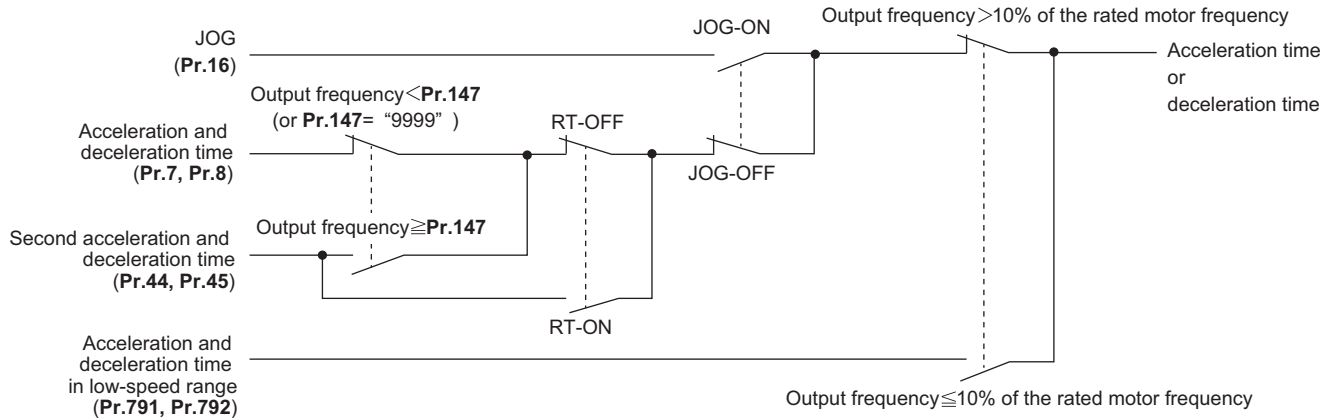 Output frequency>10% of the rated motor frequency
JOG-ON
JOG
(Pr.16)
Acceleration time
or
deceleration time
Output frequency<Pr.147
(or Pr.147= “9999” )
RT-OFF
Acceleration and
deceleration time
(Pr.7, Pr.8)
JOG-OFF
Output frequency≧Pr.147
Second acceleration and
deceleration time
(Pr.44, Pr.45)
RT-ON
Acceleration and
deceleration time
in low-speed range
(Pr.791, Pr.792)
Output frequency≦10% of the rated motor frequency